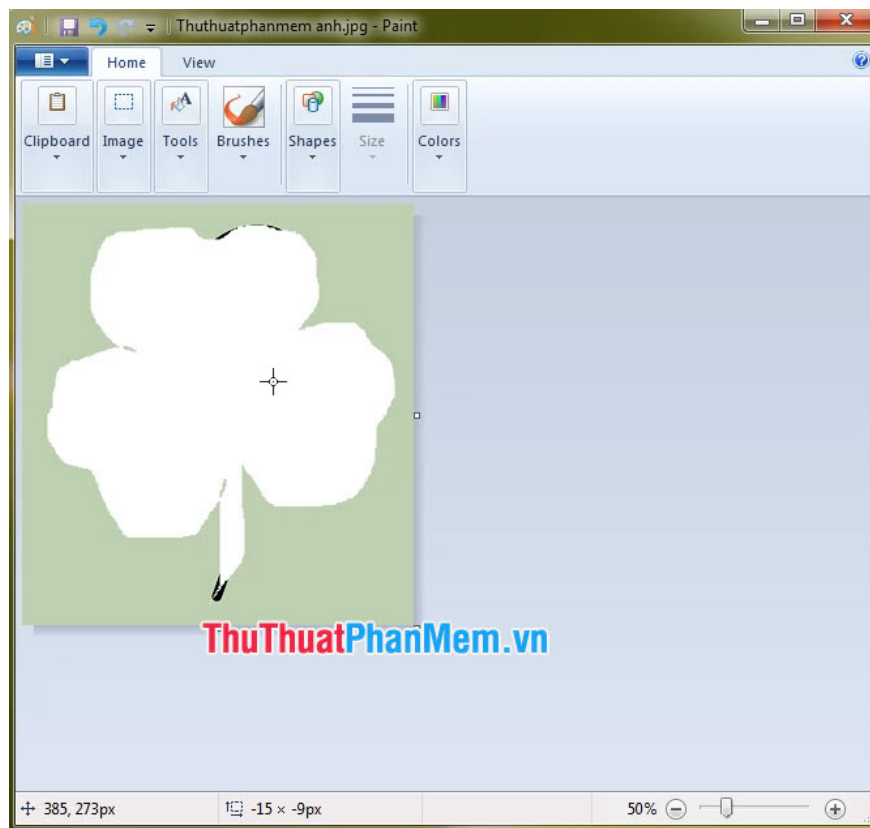 Thuthuatphanmem anh.jpg - Paint
Home View
Clipboard Image Tools Brushes Shapes Size Colors
ThuThuatPhanMem.vn
385, 273px -15 × -9px 50%